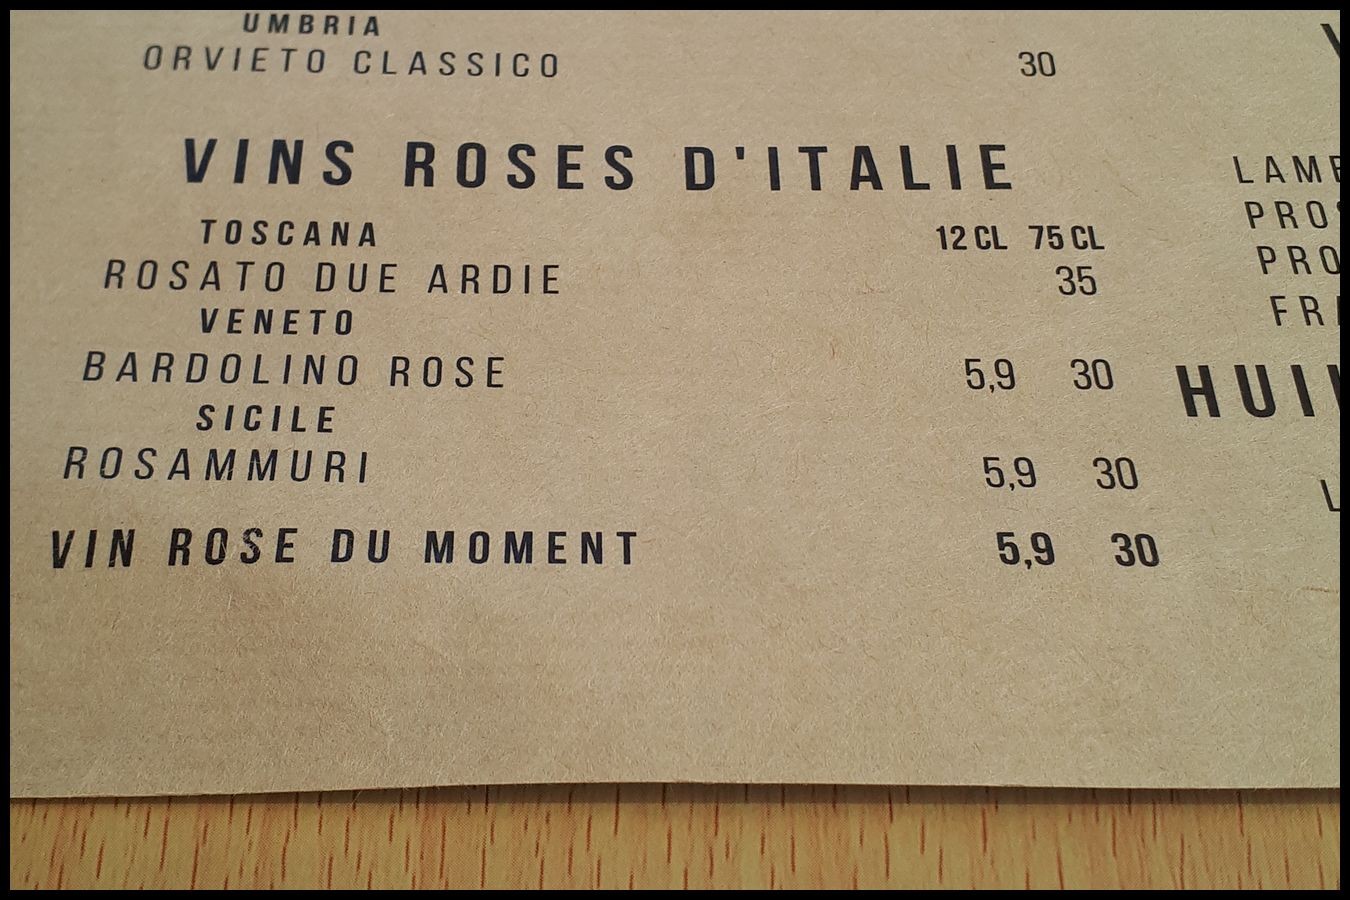 UMBRIA
ORVIETO CLASSICO 30
VINS ROSES D'ITALIE
TOSCANA 12 CL 75 CL
ROSATO DUE ARDIE 35
VENETO
BARDOLINO ROSE 5,9 30
SICILE
ROSAMMURI 5,9 30
VIN ROSE DU MOMENT 5,9 30